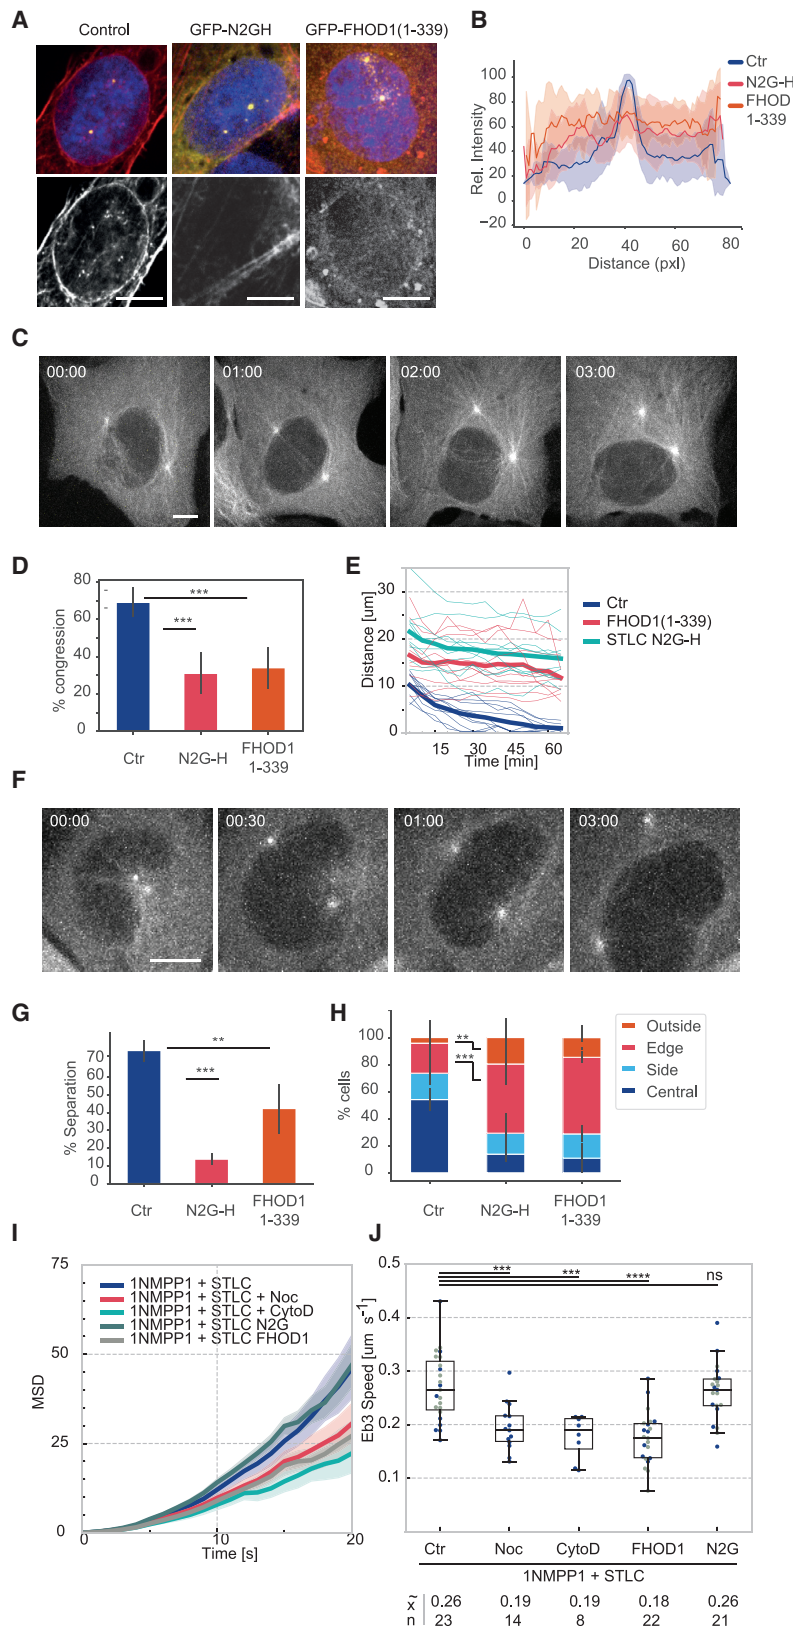 A
Control
GFP-N2GH
GFP-FHOD1(1-339)
B
Rel. Intensity
100
80
60
40
20
0
−20
0
20
40
60
80
Distance (pxl)
Ctr
N2G-H
FHOD
1-339
C
00:00
01:00
02:00
03:00
D
% congression
80
60
40
20
0
***
***
Ctr
N2G-H
FHOD1
1-339
E
Distance [um]
30
20
10
0
15
30
45
60
Time [min]
Ctr
FHOD1(1-339)
STLC N2G-H
F
00:00
00:30
01:00
03:00
G
% Separation
70
60
50
40
30
20
10
0
**
***
Ctr
N2G-H
FHOD1
1-339
H
% cells
100
80
60
40
20
0
**
***
Ctr
N2G-H
FHOD1
1-339
Outside
Edge
Side
Central
I
MSD
75
50
25
0
0
10
20
Time [s]
1NMPP1 + STLC
1NMPP1 + STLC + Noc
1NMPP1 + STLC + CytoD
1NMPP1 + STLC N2G
1NMPP1 + STLC FHOD1
J
Eb3 Speed [um s⁻¹]
0.5
0.4
0.3
0.2
0.1
***
***
****
ns
Ctr
Noc
CytoD
FHOD1
N2G
1NMPP1 + STLC
x̃ 0.26 0.19 0.19 0.18 0.26
n 23 14 8 22 21